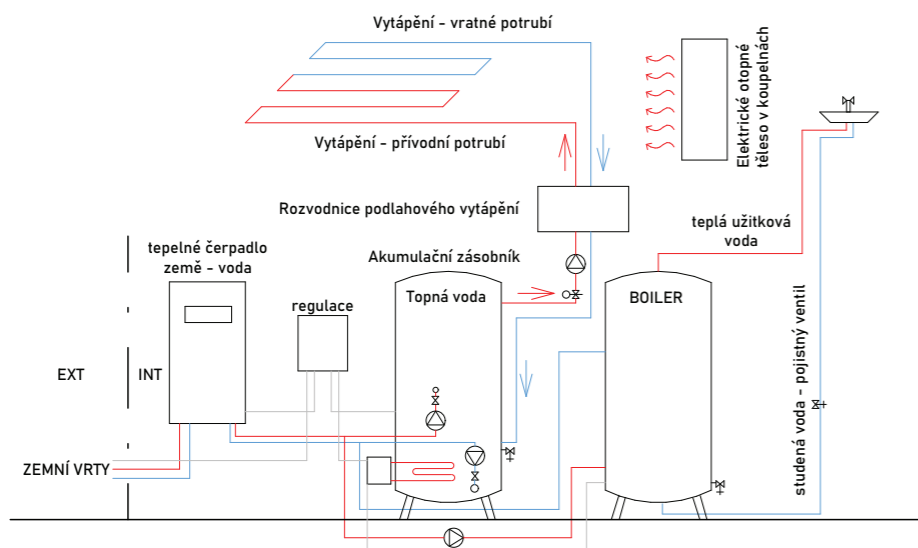 Vytápění - vratné potrubí
Elektrické otopné
těleso v koupelnách
Vytápění - přívodní potrubí
Rozvodnice podlahového vytápění
teplá užitková
voda
tepelné čerpadlo
země - voda
Akumulační zásobník
regulace
Topná voda
BOILER
studená voda - pojistný ventil
EXT
INT
ZEMNÍ VRTY